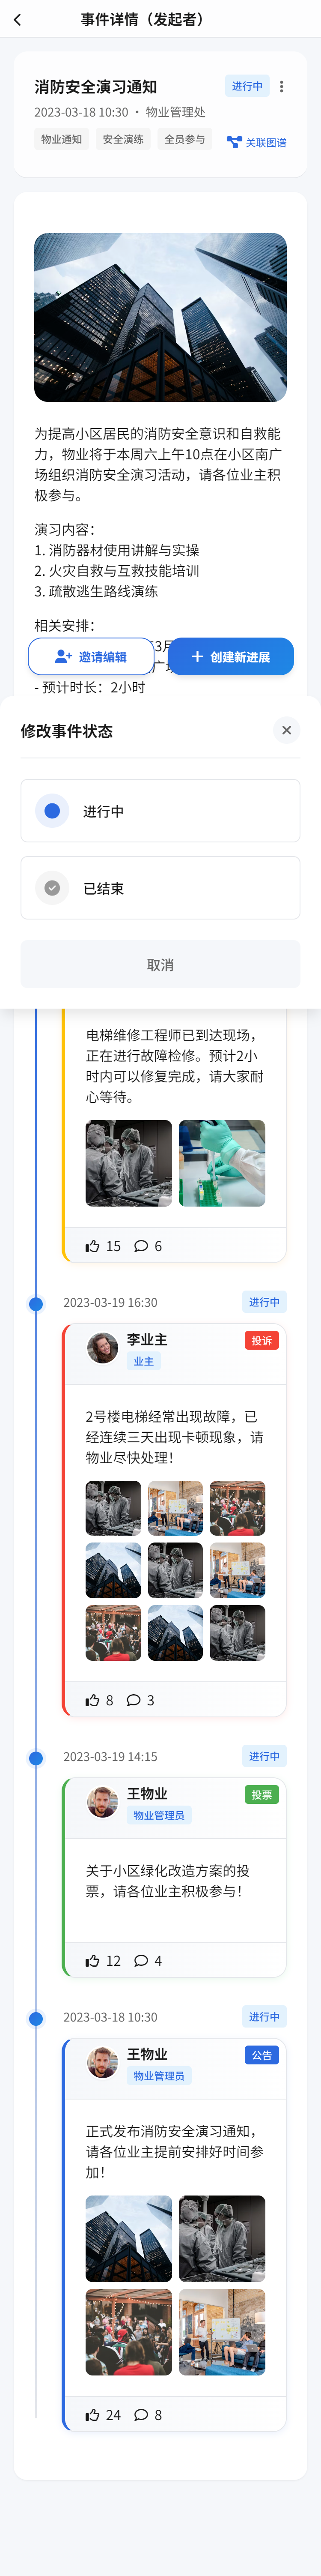 事件详情（发起者）
消防安全演习通知
进行中
2023-03-18 10:30 · 物业管理处
物业通知
安全演练
全员参与
关联图谱
为提高小区居民的消防安全意识和自救能
力，物业将于本周六上午10点在小区南广
场组织消防安全演习活动，请各位业主积
极参与。
演习内容：
1. 消防器材使用讲解与实操
2. 火灾自救与互救技能培训
3. 疏散逃生路线演练
相关安排：
邀请编辑
创建新进展
- 预计时长：2小时
修改事件状态
进行中
已结束
取消
电梯维修工程师已到达现场，
正在进行故障检修。预计2小
时内可以修复完成，请大家耐
心等待。
15
6
2023-03-19 16:30
进行中
李业主
业主
投诉
2号楼电梯经常出现故障，已
经连续三天出现卡顿现象，请
物业尽快处理！
8
3
2023-03-19 14:15
进行中
王物业
物业管理员
投票
关于小区绿化改造方案的投
票，请各位业主积极参与！
12
4
2023-03-18 10:30
进行中
王物业
物业管理员
公告
正式发布消防安全演习通知，
请各位业主提前安排好时间参
加！
24
8